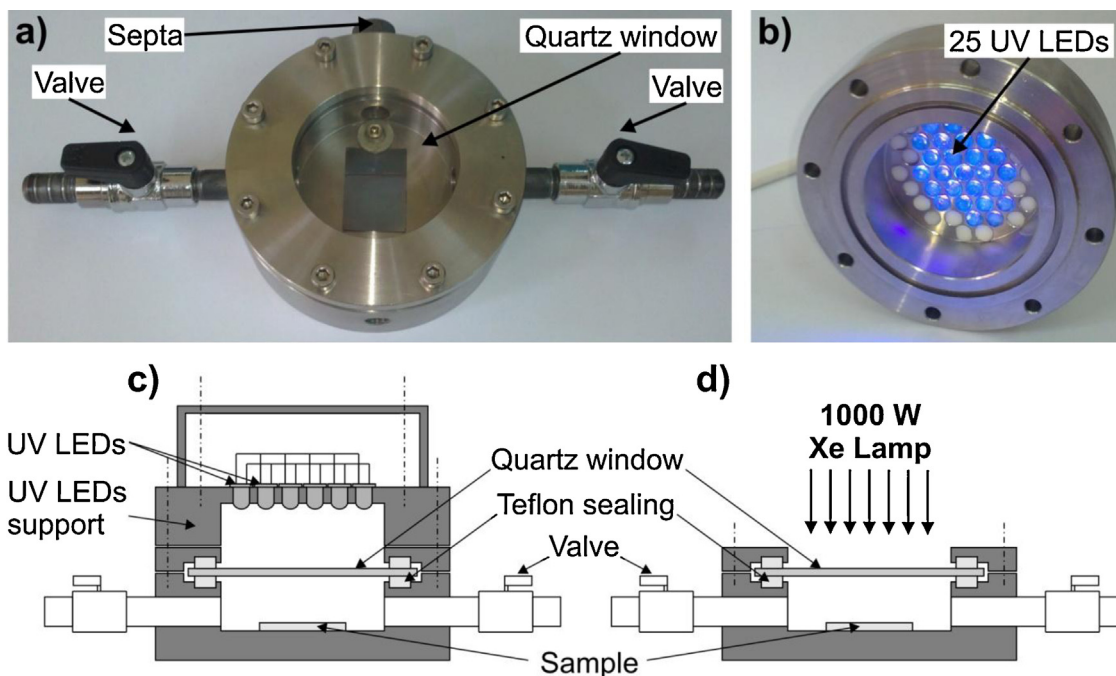 a)
Septa
Quartz window
Valve
Valve
b)
25 UV LEDs
c)
UV LEDs
UV LEDs
support
Quartz window
Teflon sealing
Valve
Sample
d)
1000 W
Xe Lamp